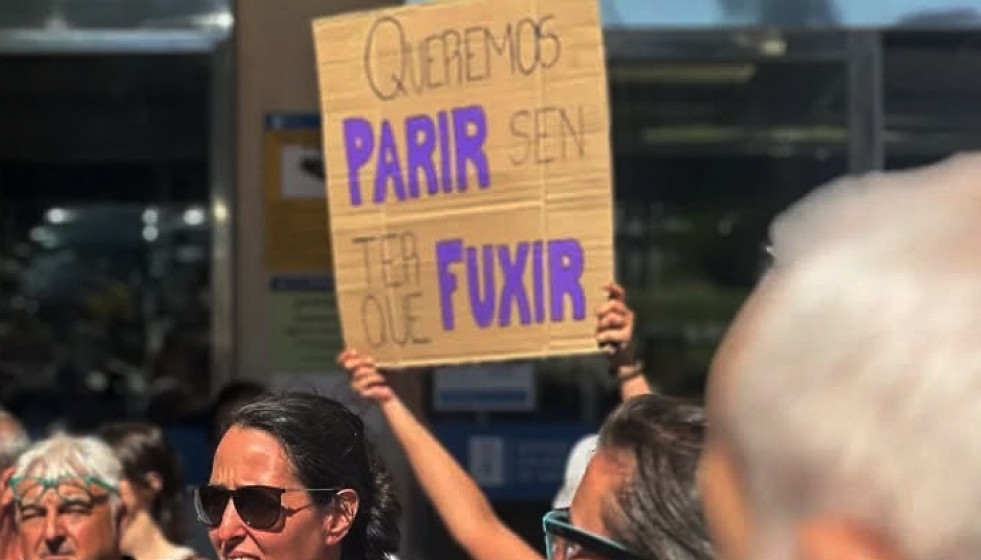 QUEREMOS
PARIR SEN
TER QUE FUXIR